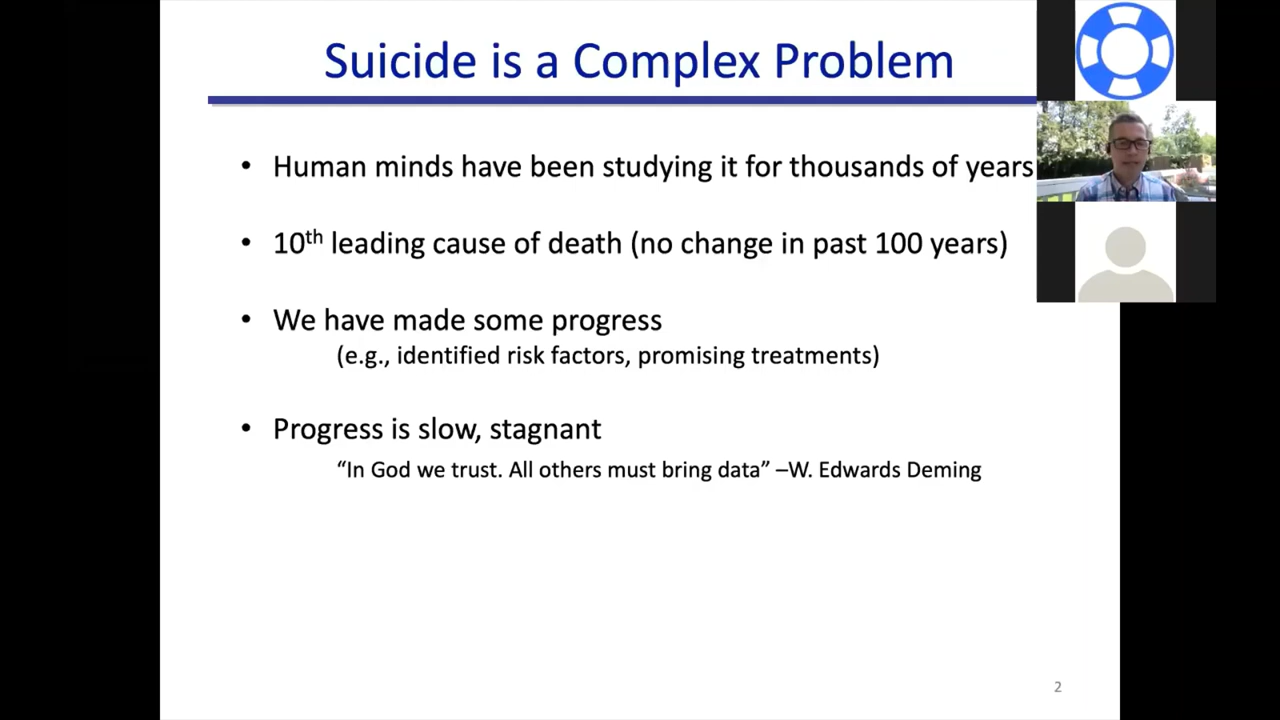 Suicide is a Complex Problem
• Human minds have been studying it for thousands of years
• 10th leading cause of death (no change in past 100 years)
• We have made some progress
(e.g., identified risk factors, promising treatments)
• Progress is slow, stagnant
“In God we trust. All others must bring data” –W. Edwards Deming
2